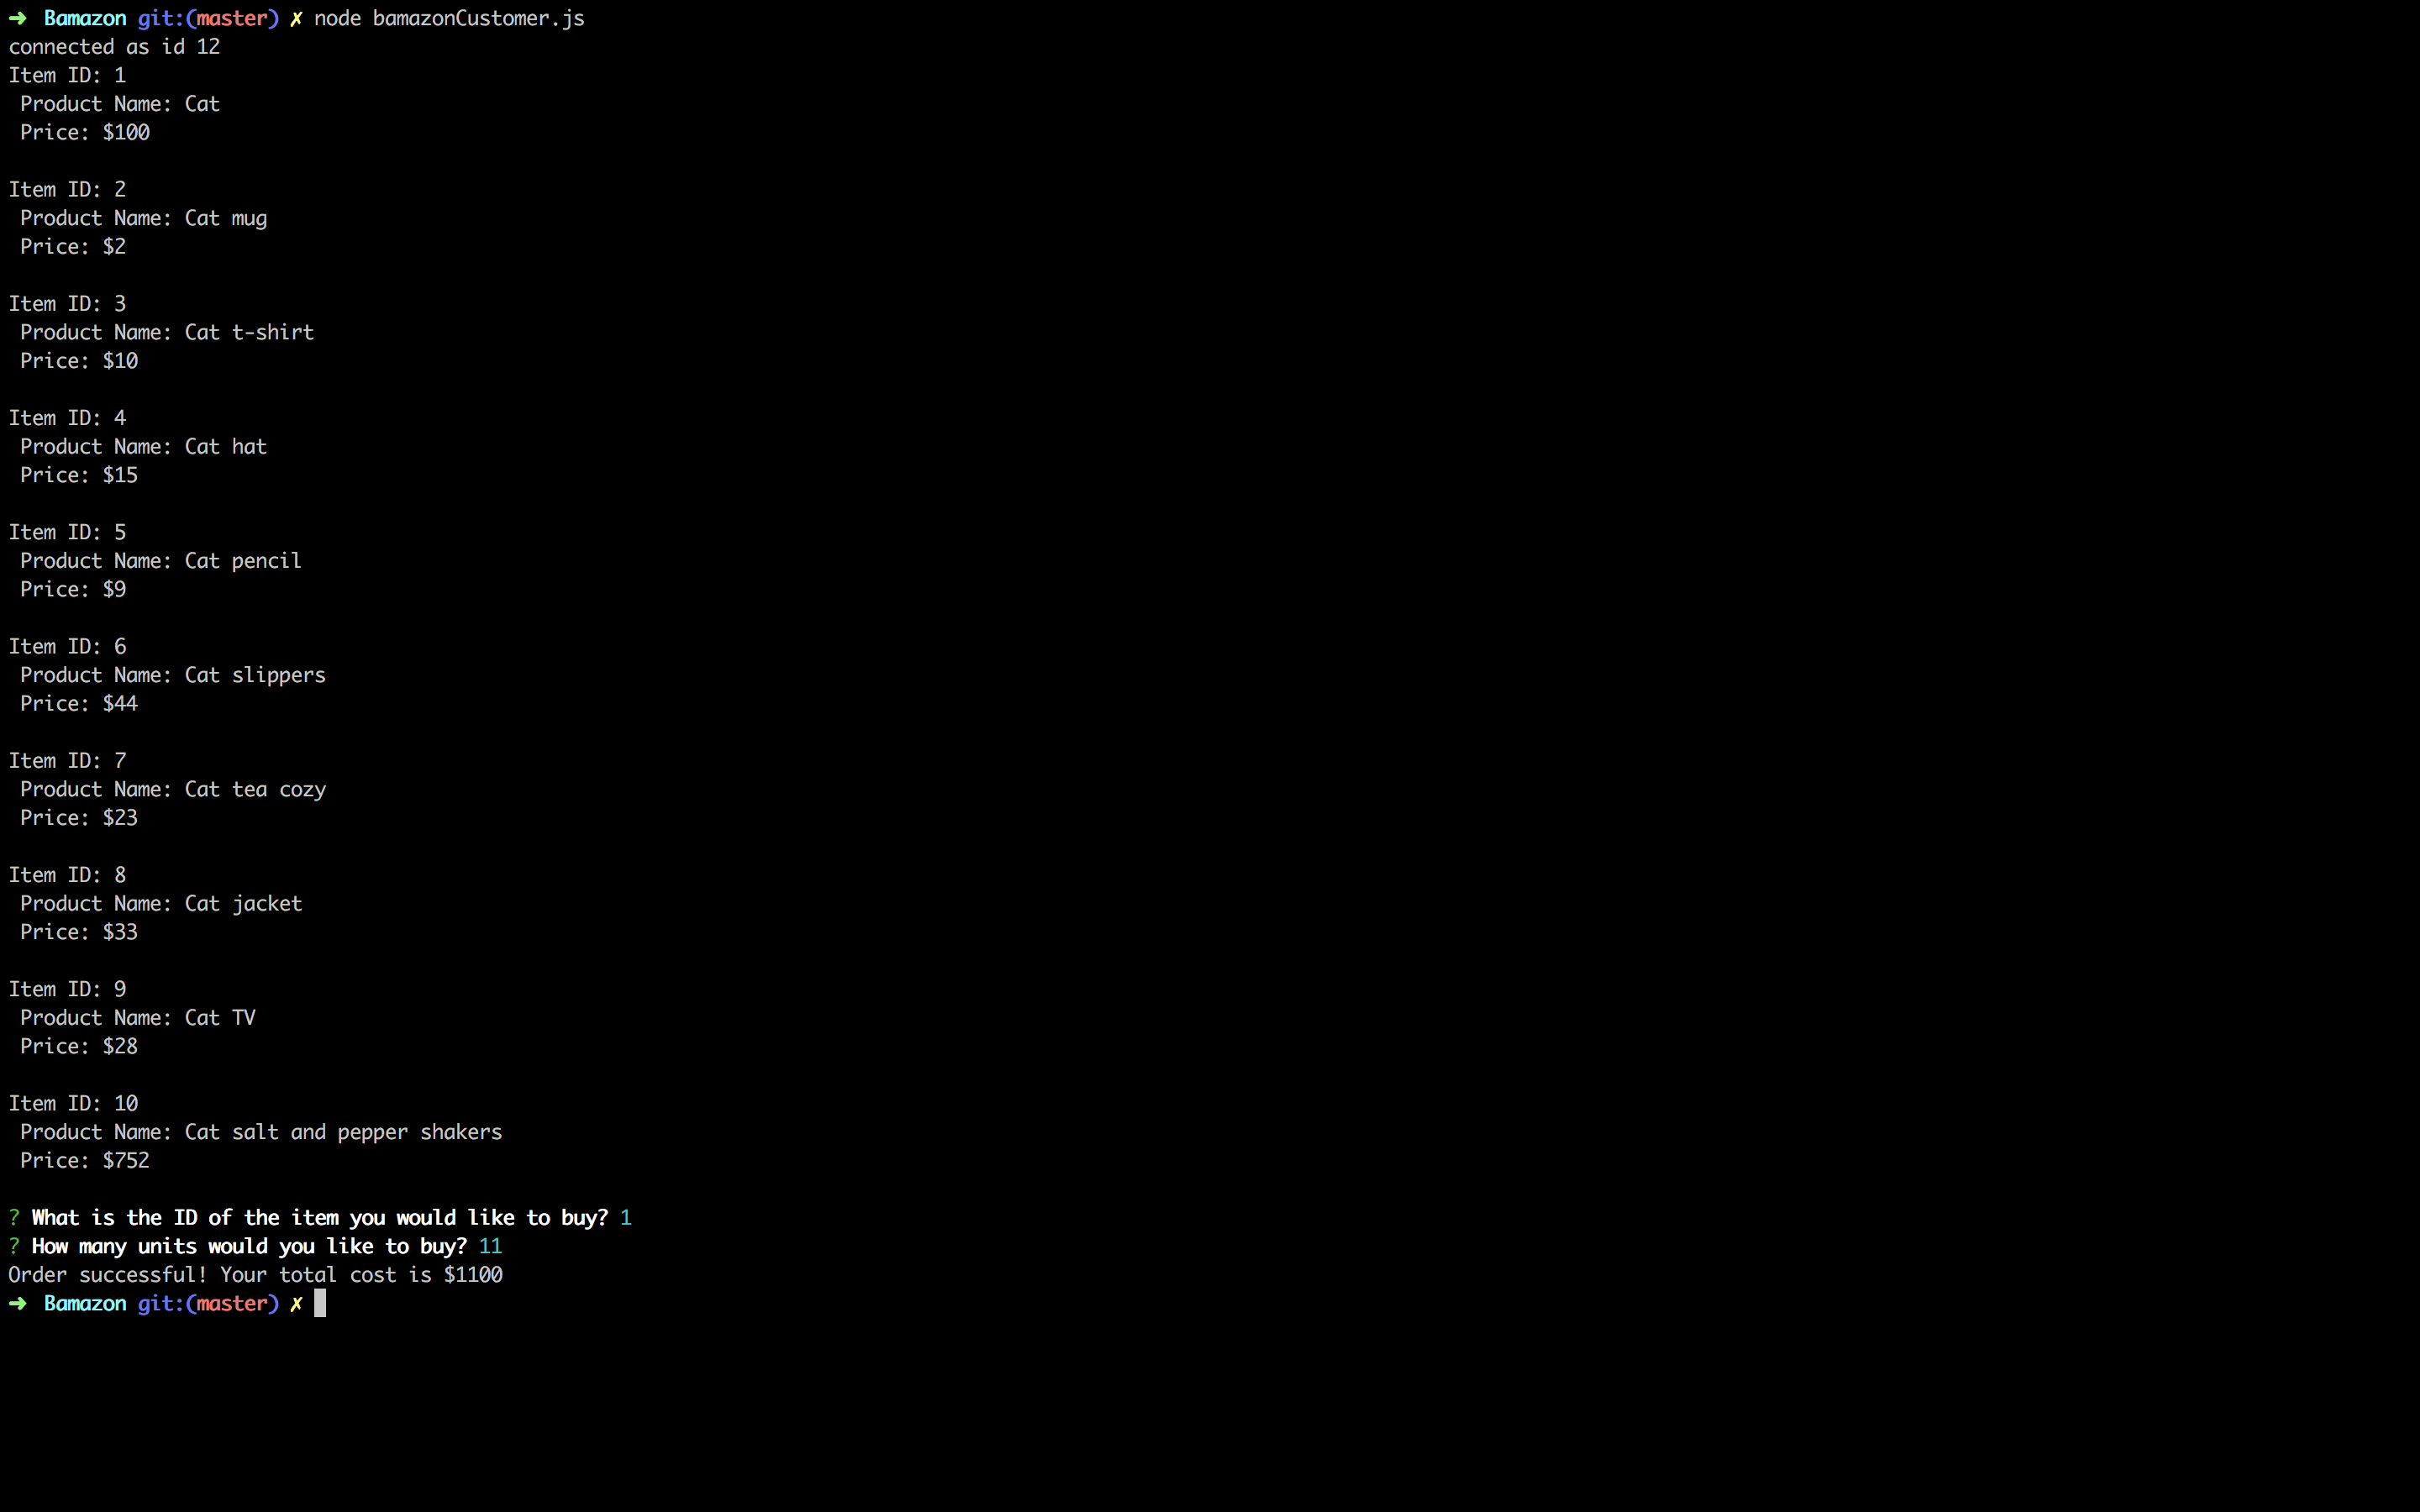 ➜  Bamazon git:(master) ✗ node bamazonCustomer.js
connected as id 12
Item ID: 1
 Product Name: Cat
 Price: $100
Item ID: 2
 Product Name: Cat mug
 Price: $2
Item ID: 3
 Product Name: Cat t-shirt
 Price: $10
Item ID: 4
 Product Name: Cat hat
 Price: $15
Item ID: 5
 Product Name: Cat pencil
 Price: $9
Item ID: 6
 Product Name: Cat slippers
 Price: $44
Item ID: 7
 Product Name: Cat tea cozy
 Price: $23
Item ID: 8
 Product Name: Cat jacket
 Price: $33
Item ID: 9
 Product Name: Cat TV
 Price: $28
Item ID: 10
 Product Name: Cat salt and pepper shakers
 Price: $752
? What is the ID of the item you would like to buy? 1
? How many units would you like to buy? 11
Order successful! Your total cost is $1100
➜  Bamazon git:(master) ✗